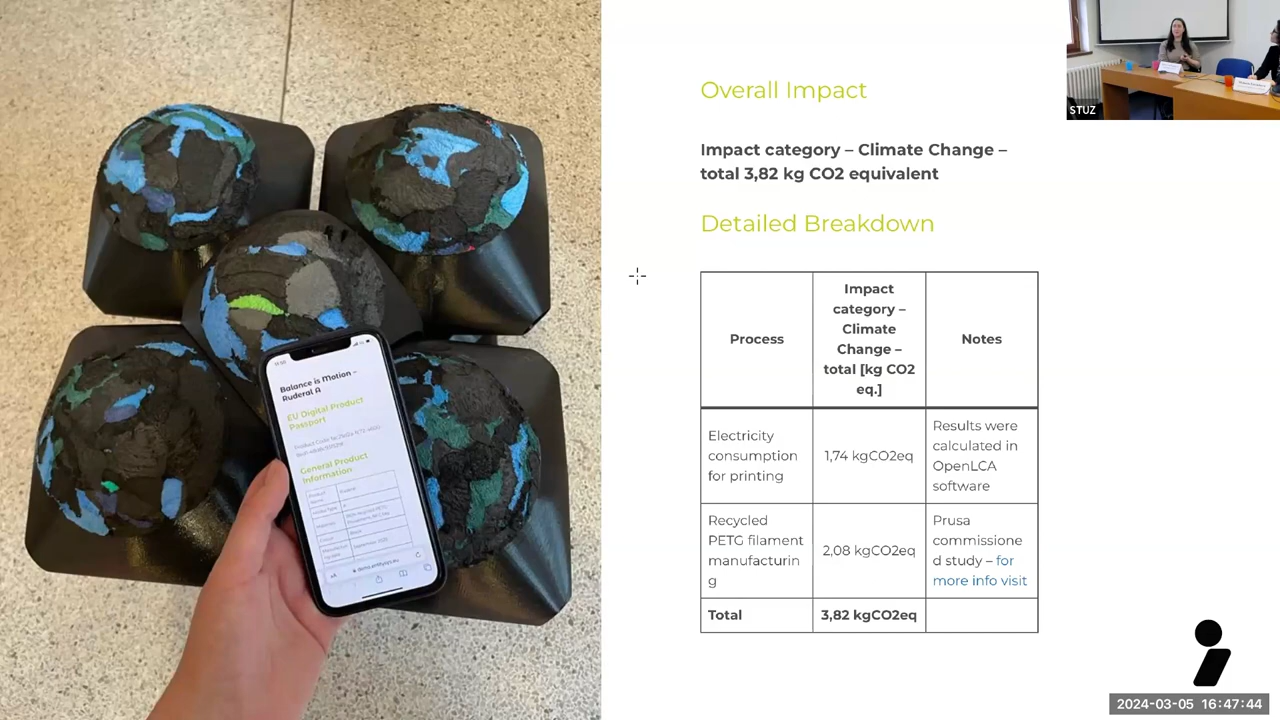 Balance is Motion –
Ruderal A
EU Digital Product
Passport
General Product
Information
demo.entitysys.eu
Overall Impact
Impact category – Climate Change –
total 3,82 kg CO2 equivalent
Detailed Breakdown
Process
Impact
category –
Climate
Change –
total [kg CO2
eq.]
Notes
Electricity
consumption
for printing
1,74 kgCO2eq
Results were
calculated in
OpenLCA
software
Recycled
PETG filament
manufacturin
g
2,08 kgCO2eq
Prusa
commissione
d study – for
more info visit
Total
3,82 kgCO2eq
STUZ
2024-03-05 16:47:44